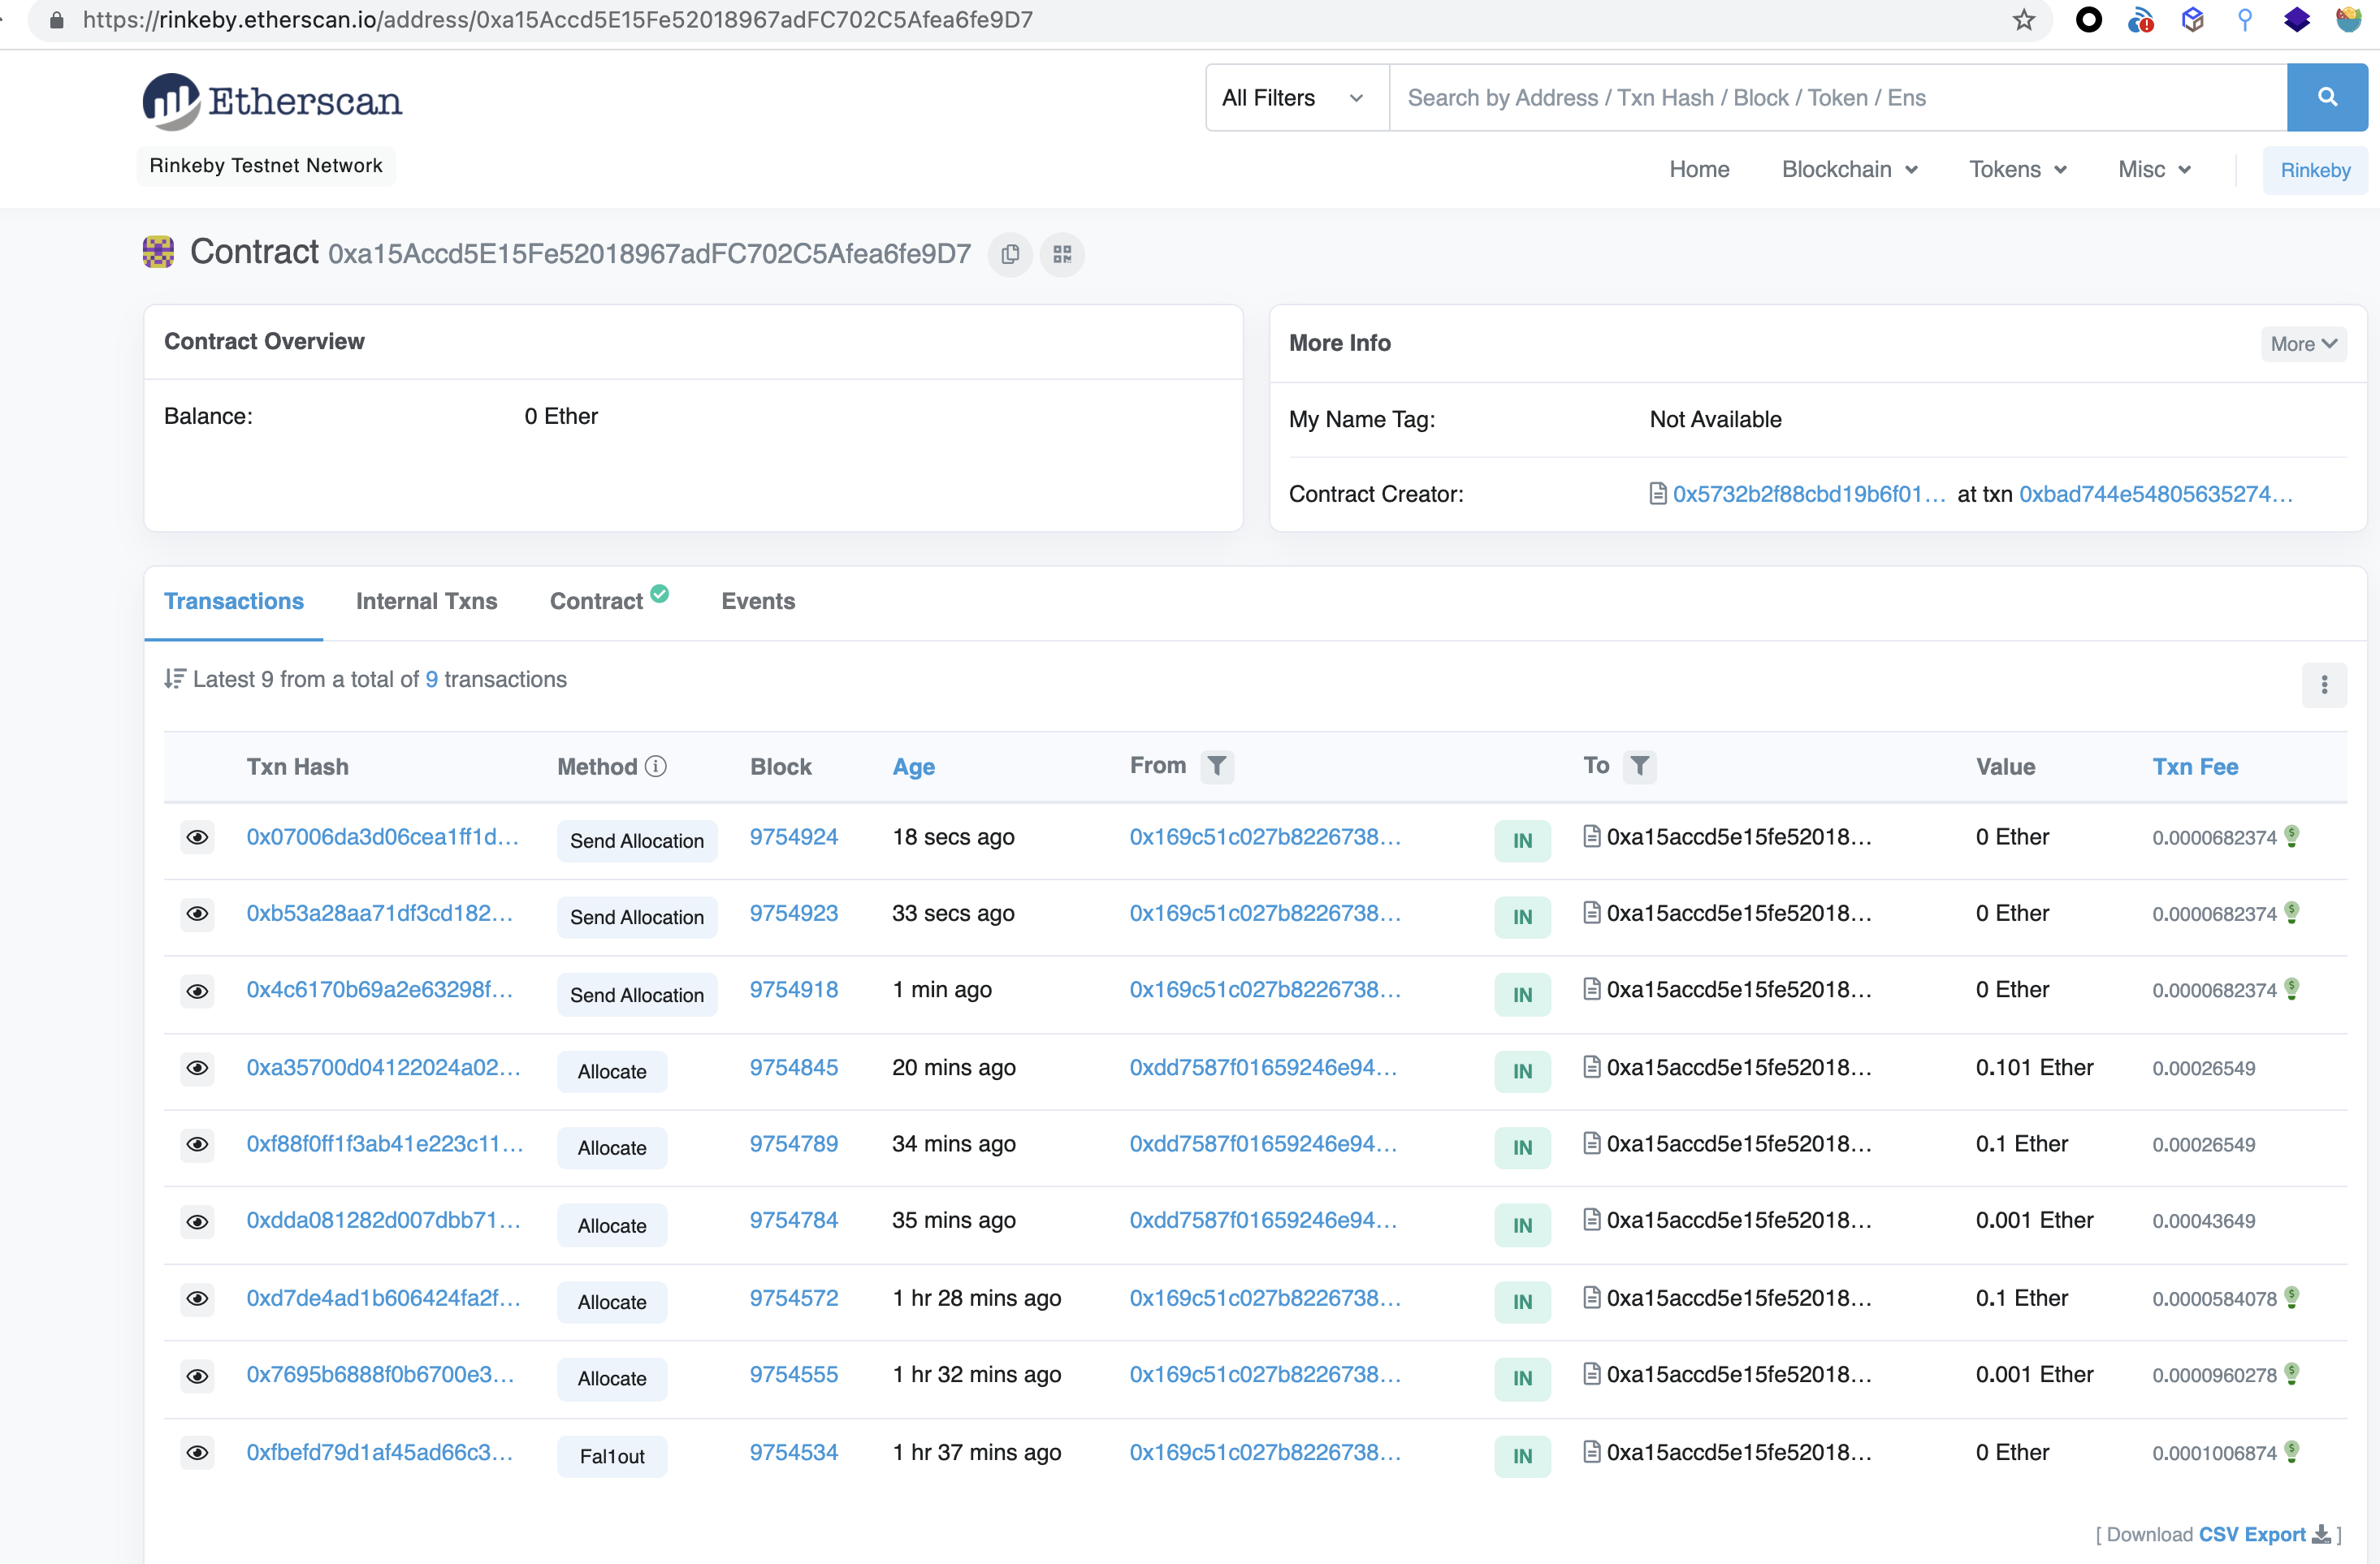 https://rinkeby.etherscan.io/address/0xa15Accd5E15Fe52018967adFC702C5Afea6fe9D7
Etherscan
All Filters Search by Address / Txn Hash / Block / Token / Ens
Rinkeby Testnet Network
Home Blockchain Tokens Misc Rinkeby
Contract 0xa15Accd5E15Fe52018967adFC702C5Afea6fe9D7
Contract Overview
Balance: 0 Ether
More Info More
My Name Tag: Not Available
Contract Creator: 0x5732b2f88cbd19b6f01... at txn 0xbad744e54805635274...
Transactions Internal Txns Contract Events
Latest 9 from a total of 9 transactions
Txn Hash Method Block Age From To Value Txn Fee
0x07006da3d06cea1ff1d... Send Allocation 9754924 18 secs ago 0x169c51c027b8226738... IN 0xa15accd5e15fe52018... 0 Ether 0.0000682374
0xb53a28aa71df3cd182... Send Allocation 9754923 33 secs ago 0x169c51c027b8226738... IN 0xa15accd5e15fe52018... 0 Ether 0.0000682374
0x4c6170b69a2e63298f... Send Allocation 9754918 1 min ago 0x169c51c027b8226738... IN 0xa15accd5e15fe52018... 0 Ether 0.0000682374
0xa35700d04122024a02... Allocate 9754845 20 mins ago 0xdd7587f01659246e94... IN 0xa15accd5e15fe52018... 0.101 Ether 0.00026549
0xf88f0ff1f3ab41e223c11... Allocate 9754789 34 mins ago 0xdd7587f01659246e94... IN 0xa15accd5e15fe52018... 0.1 Ether 0.00026549
0xdda081282d007dbb71... Allocate 9754784 35 mins ago 0xdd7587f01659246e94... IN 0xa15accd5e15fe52018... 0.001 Ether 0.00043649
0xd7de4ad1b606424fa2f... Allocate 9754572 1 hr 28 mins ago 0x169c51c027b8226738... IN 0xa15accd5e15fe52018... 0.1 Ether 0.0000584078
0x7695b6888f0b6700e3... Allocate 9754555 1 hr 32 mins ago 0x169c51c027b8226738... IN 0xa15accd5e15fe52018... 0.001 Ether 0.0000960278
0xfbefd79d1af45ad66c3... Fal1out 9754534 1 hr 37 mins ago 0x169c51c027b8226738... IN 0xa15accd5e15fe52018... 0 Ether 0.0001006874
[ Download CSV Export ]